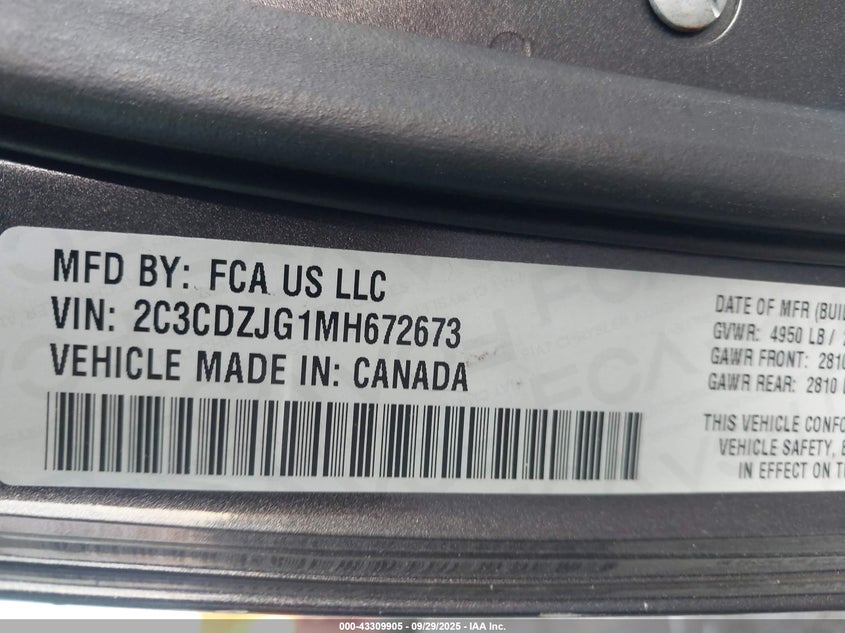 MFD BY: FCA US LLC
VIN: 2C3CDZJG1MH672673
VEHICLE MADE IN: CANADA
DATE OF MFR (BUI
GVWR: 4950 LB /
GAWR FRONT: 2810
GAWR REAR: 2810
THIS VEHICLE CONFO
VEHICLE SAFETY,
IN EFFECT ON
000-43309905 - 09/29/2025 - IAA Inc.